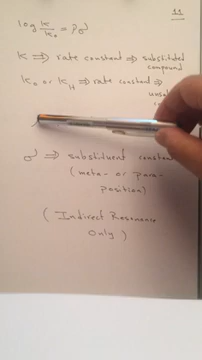 11
log K/K₀ = ρσ
K ⇒ rate constant ⇒ substituted
compound
K₀ or K_H ⇒ rate constant ⇒
σ ⇒ substituent constant
(meta- or para-
position)
( Indirect Resonance
Only )